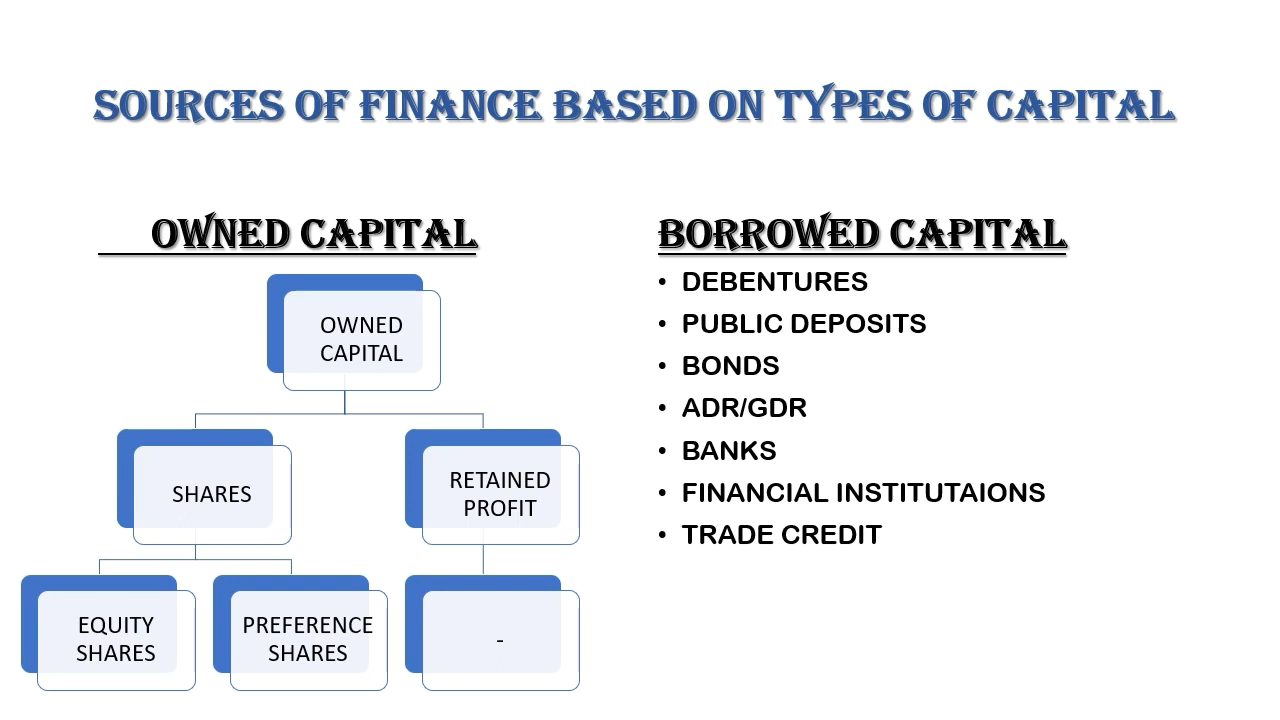 SOURCES OF FINANCE BASED ON TYPES OF CAPITAL
OWNED CAPITAL
OWNED
CAPITAL
SHARES
RETAINED
PROFIT
EQUITY
SHARES
PREFERENCE
SHARES
-
BORROWED CAPITAL
• DEBENTURES
• PUBLIC DEPOSITS
• BONDS
• ADR/GDR
• BANKS
• FINANCIAL INSTITUTAIONS
• TRADE CREDIT